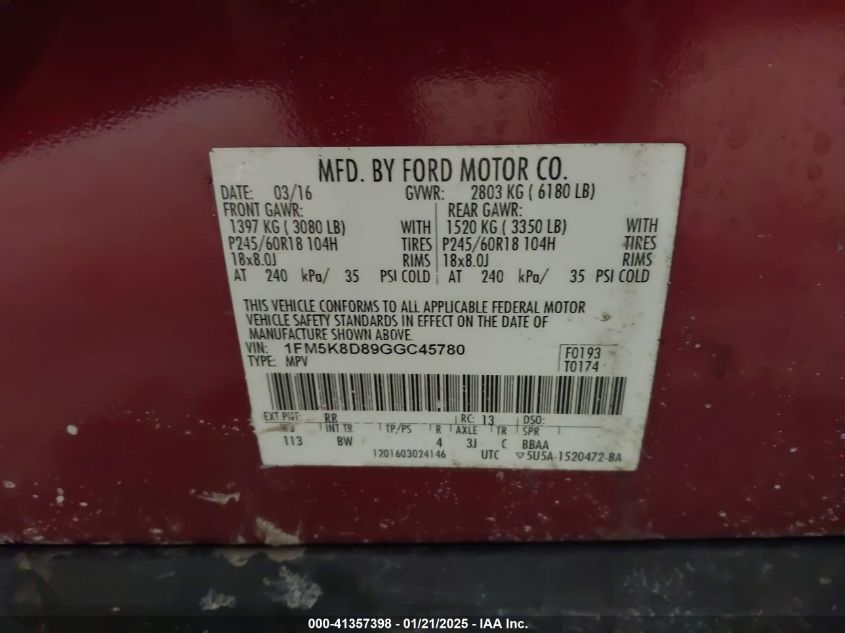 MFD. BY FORD MOTOR CO.
DATE: 03/16 GVWR: 2803 KG ( 6180 LB)
FRONT GAWR: REAR GAWR:
1397 KG ( 3080 LB) WITH 1520 KG ( 3350 LB) WITH
P245/60R18 104H TIRES P245/60R18 104H TIRES
18x8.0J RIMS 18x8.0J RIMS
AT 240 kPa/ 35 PSI COLD AT 240 kPa/ 35 PSI COLD
THIS VEHICLE CONFORMS TO ALL APPLICABLE FEDERAL MOTOR
VEHICLE SAFETY STANDARDS IN EFFECT ON THE DATE OF
MANUFACTURE SHOWN ABOVE.
VIN: 1FM5K8D89GGC45780 F0193
TYPE: MPV T0174
EXT PNT: RR RC: 13 DSO:
INT TR TP/PS R AXLE TR SPR
113 BW 4 3J C BBAA
1201603024146 UTC ▽5U5A-1520472-BA
000-41357398 - 01/21/2025 - IAAI Inc.